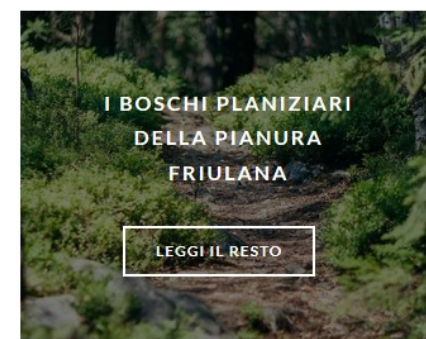 I BOSCHI PLANIZIARI
DELLA PIANURA
FRIULANA
LEGGI IL RESTO